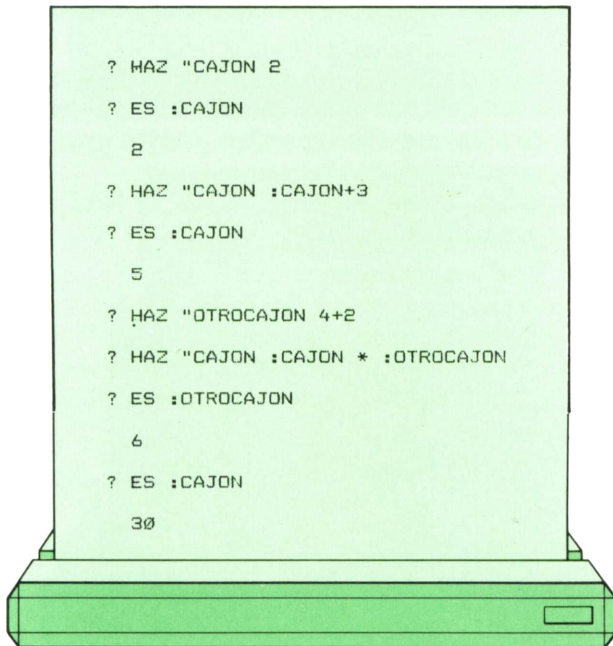 ? HAZ "CAJON 2
? ES :CAJON
2
? HAZ "CAJON :CAJON+3
? ES :CAJON
5
? HAZ "OTROCAJON 4+2
? HAZ "CAJON :CAJON * :OTROCAJON
? ES :OTROCAJON
6
? ES :CAJON
30